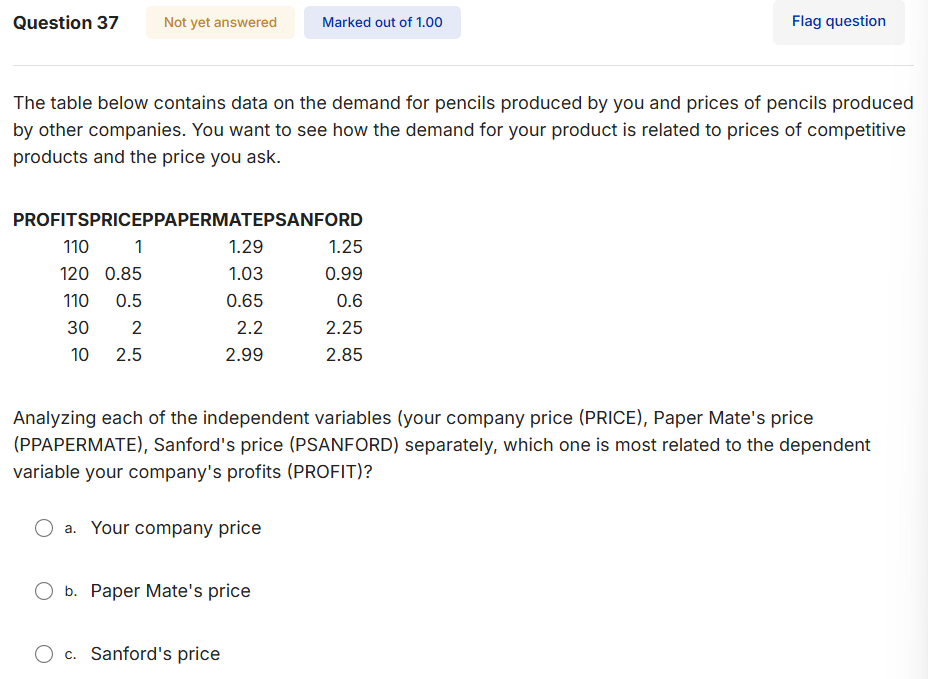 Question 37 Not yet answered Marked out of 1.00 Flag question
The table below contains data on the demand for pencils produced by you and prices of pencils produced
by other companies. You want to see how the demand for your product is related to prices of competitive
products and the price you ask.
PROFITSPRICEPPAPERMATEPSANFORD
110 1 1.29 1.25
120 0.85 1.03 0.99
110 0.5 0.65 0.6
30 2 2.2 2.25
10 2.5 2.99 2.85
Analyzing each of the independent variables (your company price (PRICE), Paper Mate's price
(PPAPERMATE), Sanford's price (PSANFORD) separately, which one is most related to the dependent
variable your company's profits (PROFIT)?
a. Your company price
b. Paper Mate's price
c. Sanford's price